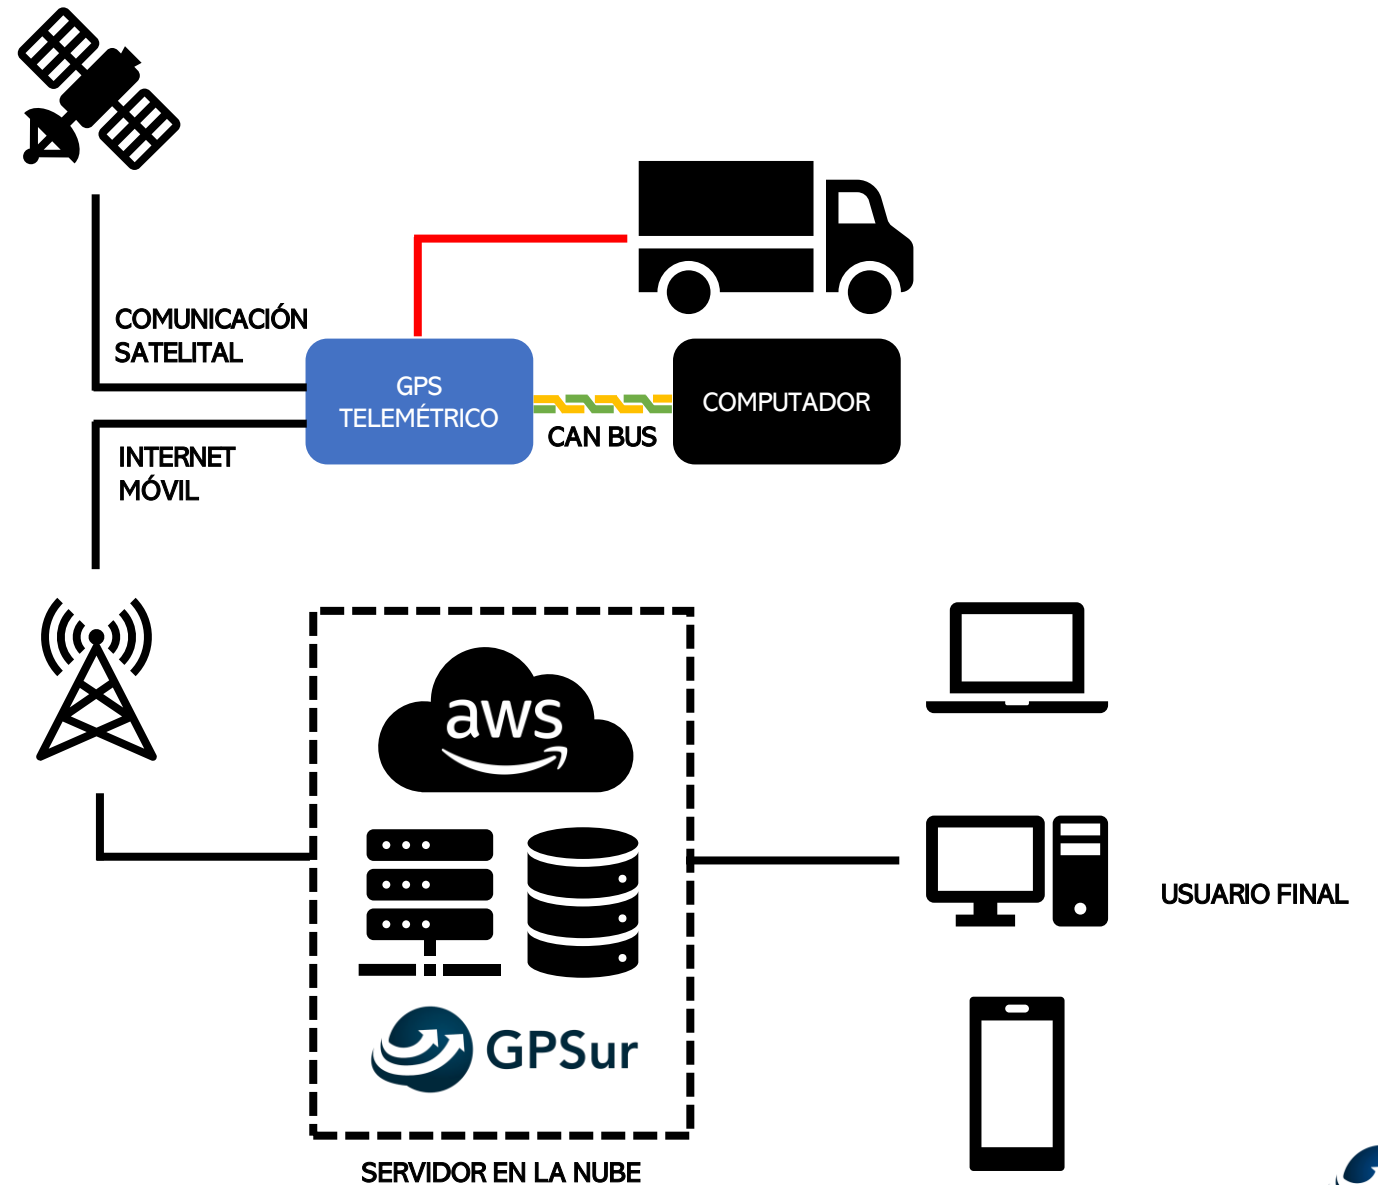 COMUNICACIÓN
SATELITAL
GPS
TELEMÉTRICO
COMPUTADOR
CAN BUS
INTERNET
MÓVIL
aws
USUARIO FINAL
GPSur
SERVIDOR EN LA NUBE